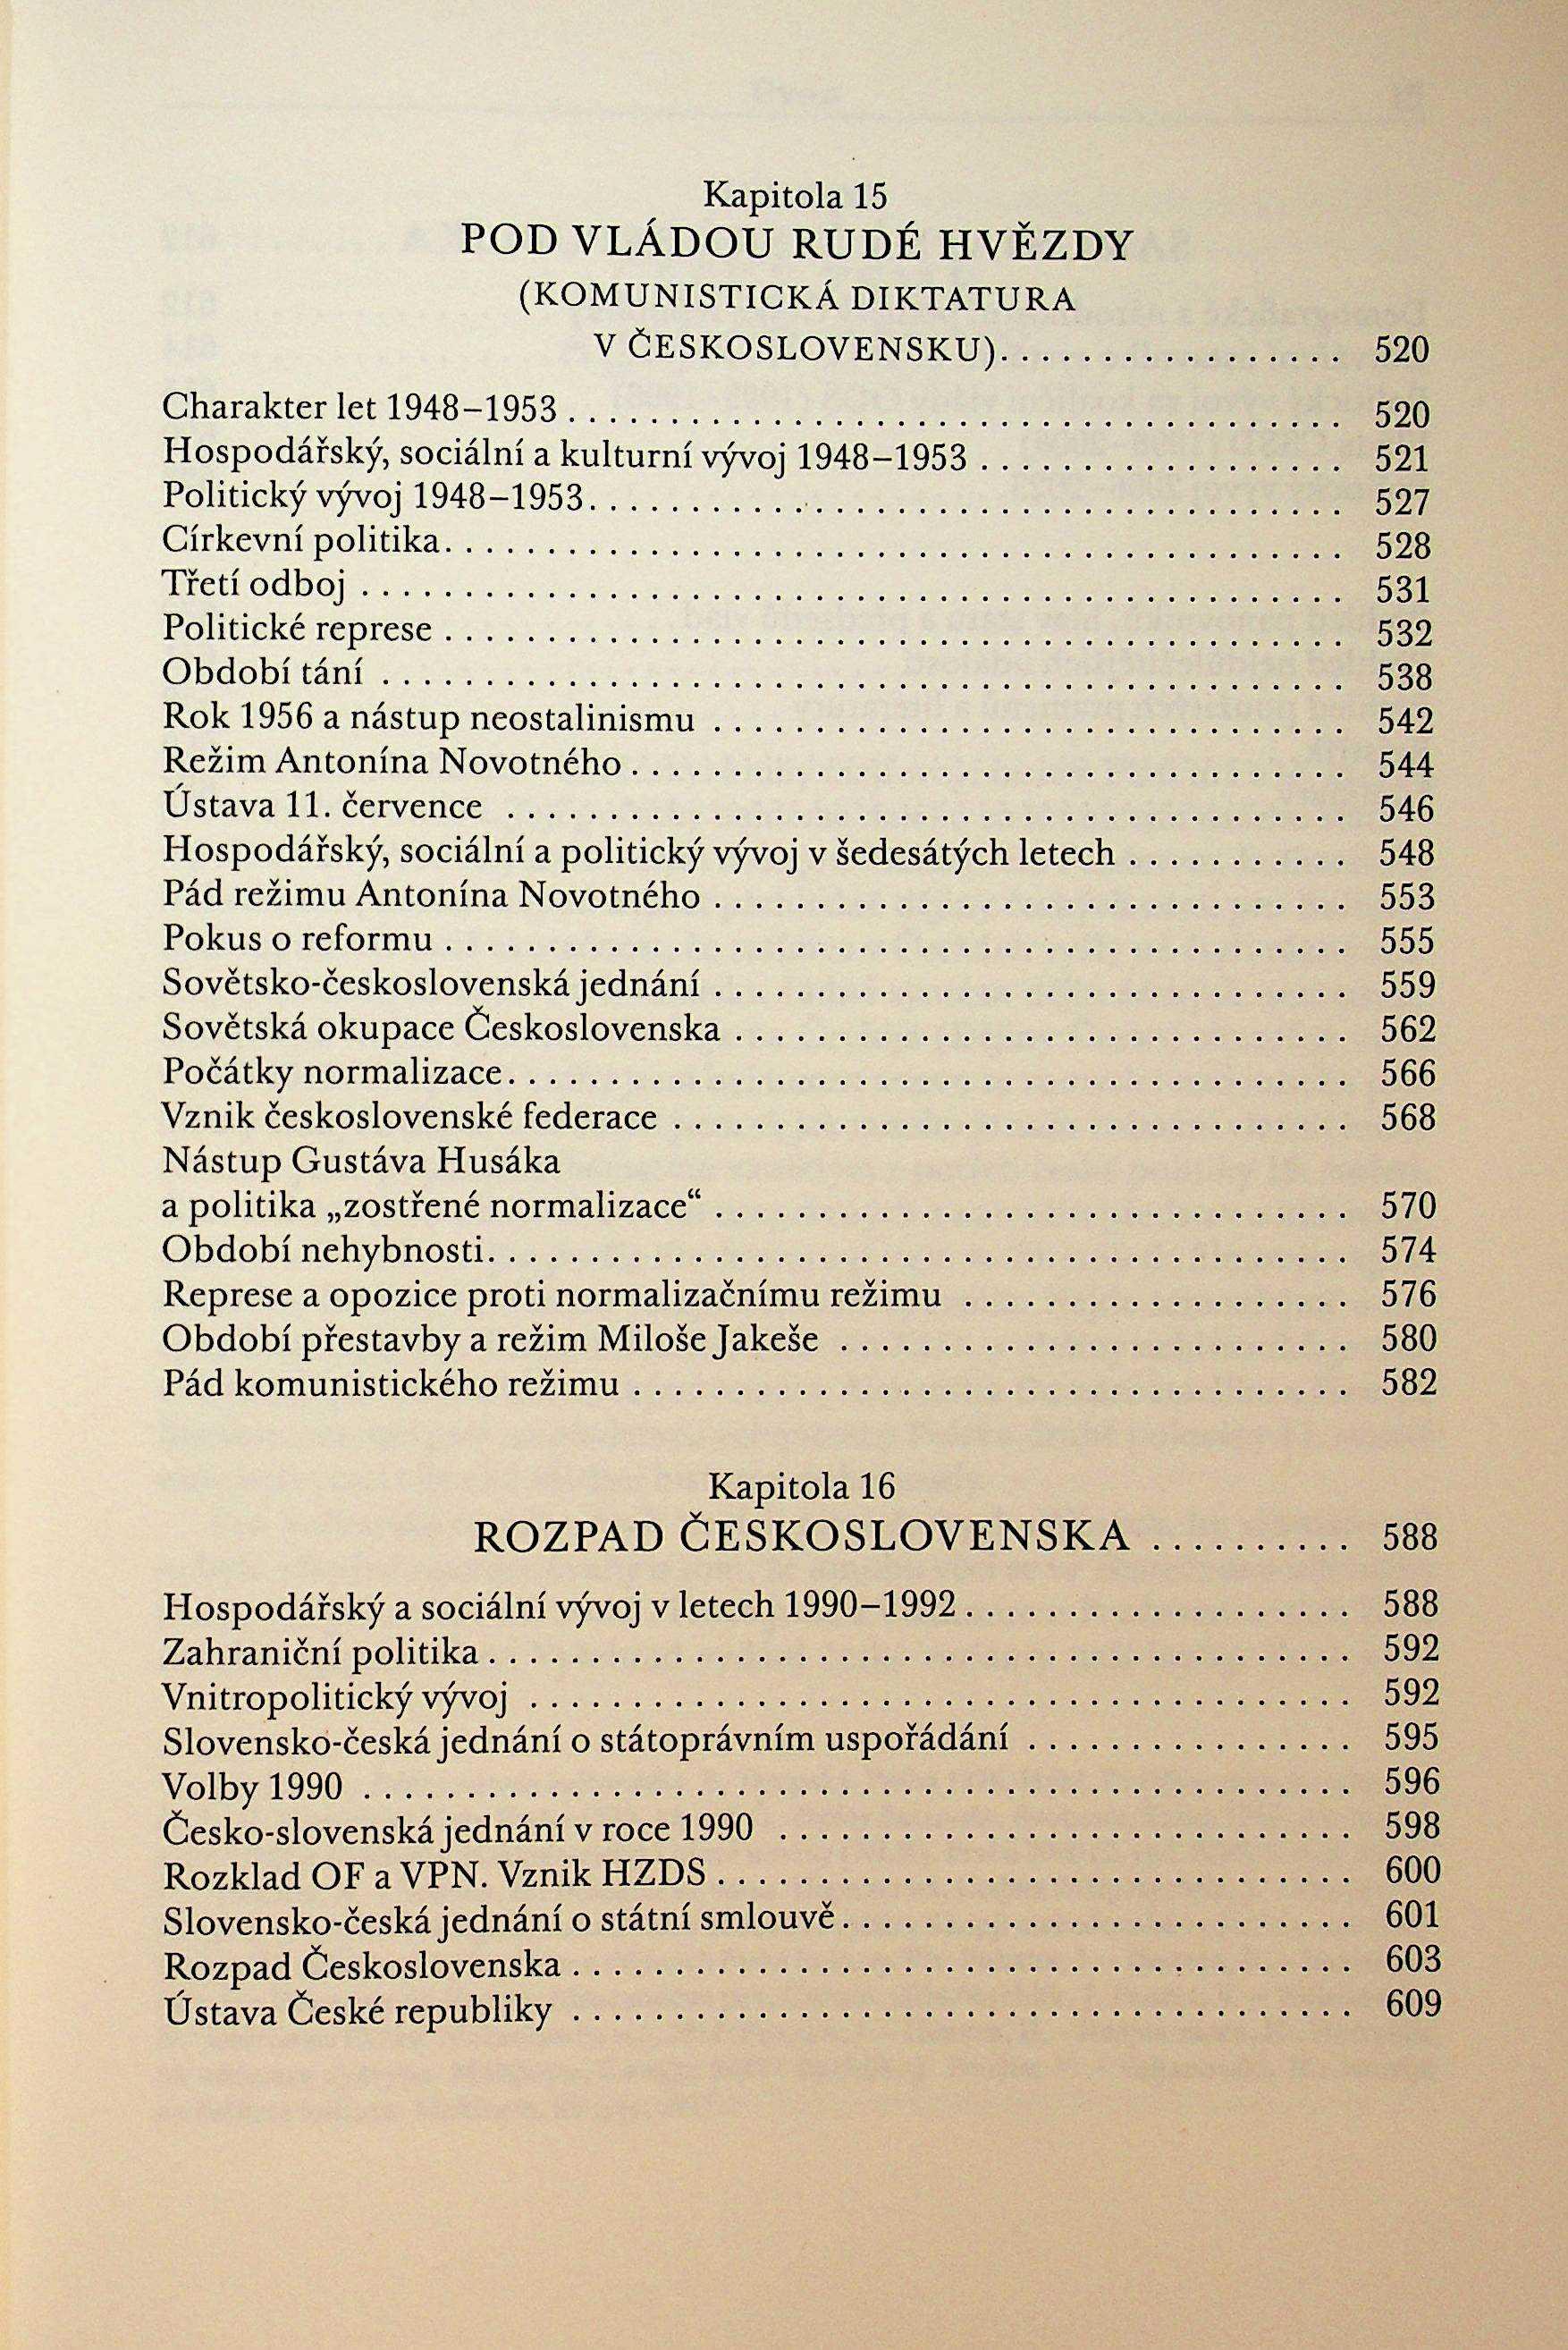 Kapitola 15
POD VLÁDOU RUDÉ HVĚZDY
(KOMUNISTICKÁ DIKTATURA
V ČESKOSLOVENSKU). . . . . . . . . . . . . . . . . 520
Charakter let 1948–1953 . . . . . . . . . . . . . . . . . . . . . . . . . . . . . . . . . . . . . . 520
Hospodářský, sociální a kulturní vývoj 1948–1953 . . . . . . . . . . . . . . . . . . 521
Politický vývoj 1948–1953. . . . . . . . . . . . . . . . . . . . . . . . . . . . . . . . . . . . . 527
Církevní politika. . . . . . . . . . . . . . . . . . . . . . . . . . . . . . . . . . . . . . . . . . . . 528
Třetí odboj . . . . . . . . . . . . . . . . . . . . . . . . . . . . . . . . . . . . . . . . . . . . . . . . 531
Politické represe . . . . . . . . . . . . . . . . . . . . . . . . . . . . . . . . . . . . . . . . . . . . 532
Období tání . . . . . . . . . . . . . . . . . . . . . . . . . . . . . . . . . . . . . . . . . . . . . . . 538
Rok 1956 a nástup neostalinismu . . . . . . . . . . . . . . . . . . . . . . . . . . . . . . . 542
Režim Antonína Novotného . . . . . . . . . . . . . . . . . . . . . . . . . . . . . . . . . . . 544
Ústava 11. července . . . . . . . . . . . . . . . . . . . . . . . . . . . . . . . . . . . . . . . . . 546
Hospodářský, sociální a politický vývoj v šedesátých letech . . . . . . . . . . . 548
Pád režimu Antonína Novotného . . . . . . . . . . . . . . . . . . . . . . . . . . . . . . . 553
Pokus o reformu . . . . . . . . . . . . . . . . . . . . . . . . . . . . . . . . . . . . . . . . . . . . 555
Sovětsko-československá jednání . . . . . . . . . . . . . . . . . . . . . . . . . . . . . . . 559
Sovětská okupace Československa . . . . . . . . . . . . . . . . . . . . . . . . . . . . . . 562
Počátky normalizace. . . . . . . . . . . . . . . . . . . . . . . . . . . . . . . . . . . . . . . . . 566
Vznik československé federace . . . . . . . . . . . . . . . . . . . . . . . . . . . . . . . . . 568
Nástup Gustáva Husáka
a politika „zostřené normalizace“ . . . . . . . . . . . . . . . . . . . . . . . . . . . . . . . 570
Období nehybnosti. . . . . . . . . . . . . . . . . . . . . . . . . . . . . . . . . . . . . . . . . . 574
Represe a opozice proti normalizačnímu režimu . . . . . . . . . . . . . . . . . . . 576
Období přestavby a režim Miloše Jakeše . . . . . . . . . . . . . . . . . . . . . . . . . 580
Pád komunistického režimu . . . . . . . . . . . . . . . . . . . . . . . . . . . . . . . . . . . 582
Kapitola 16
ROZPAD ČESKOSLOVENSKA . . . . . . . . . . 588
Hospodářský a sociální vývoj v letech 1990–1992 . . . . . . . . . . . . . . . . . . . 588
Zahraniční politika . . . . . . . . . . . . . . . . . . . . . . . . . . . . . . . . . . . . . . . . . . 592
Vnitropolitický vývoj . . . . . . . . . . . . . . . . . . . . . . . . . . . . . . . . . . . . . . . . 592
Slovensko-česká jednání o státoprávním uspořádání . . . . . . . . . . . . . . . . 595
Volby 1990 . . . . . . . . . . . . . . . . . . . . . . . . . . . . . . . . . . . . . . . . . . . . . . . . 596
Česko-slovenská jednání v roce 1990 . . . . . . . . . . . . . . . . . . . . . . . . . . . . 598
Rozklad OF a VPN. Vznik HZDS . . . . . . . . . . . . . . . . . . . . . . . . . . . . . . . 600
Slovensko-česká jednání o státní smlouvě. . . . . . . . . . . . . . . . . . . . . . . . . 601
Rozpad Československa . . . . . . . . . . . . . . . . . . . . . . . . . . . . . . . . . . . . . . 603
Ústava České republiky . . . . . . . . . . . . . . . . . . . . . . . . . . . . . . . . . . . . . . 609